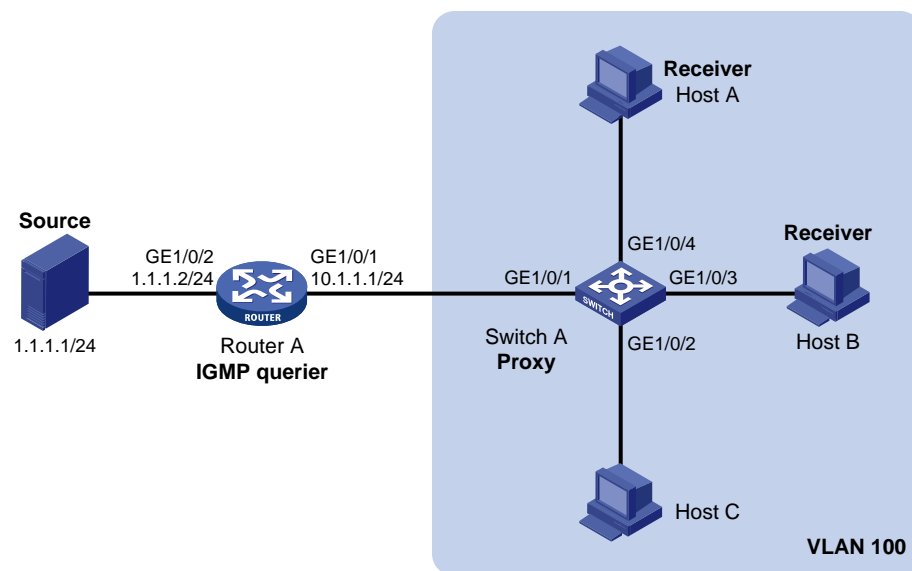 Receiver
Host A
Source
GE1/0/2
1.1.1.2/24
GE1/0/1
10.1.1.1/24
ROUTER
1.1.1.1/24
Router A
IGMP querier
GE1/0/4
GE1/0/1
GE1/0/3
SWITCH
Switch A
Proxy
GE1/0/2
Receiver
Host B
Host C
VLAN 100